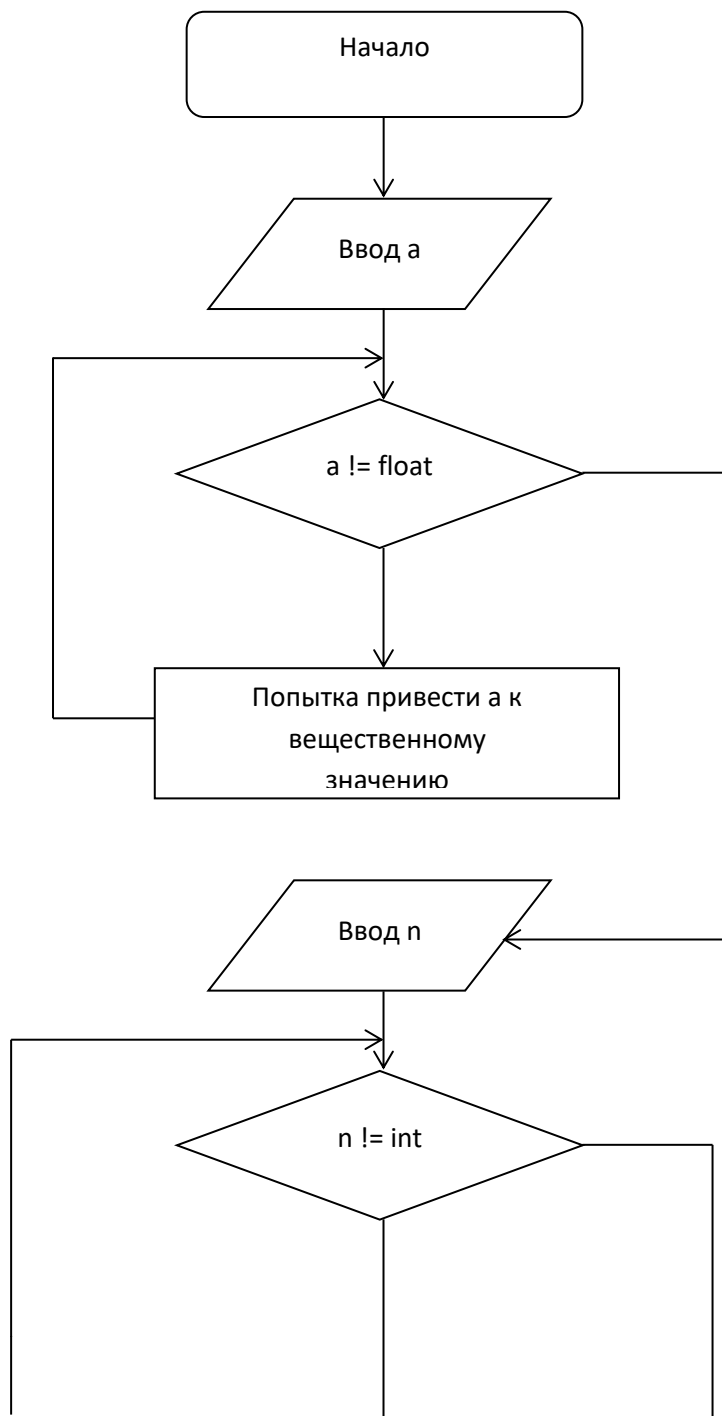 Начало
Ввод a
a != float
Попытка привести а к
вещественному
значению
Ввод n
n != int